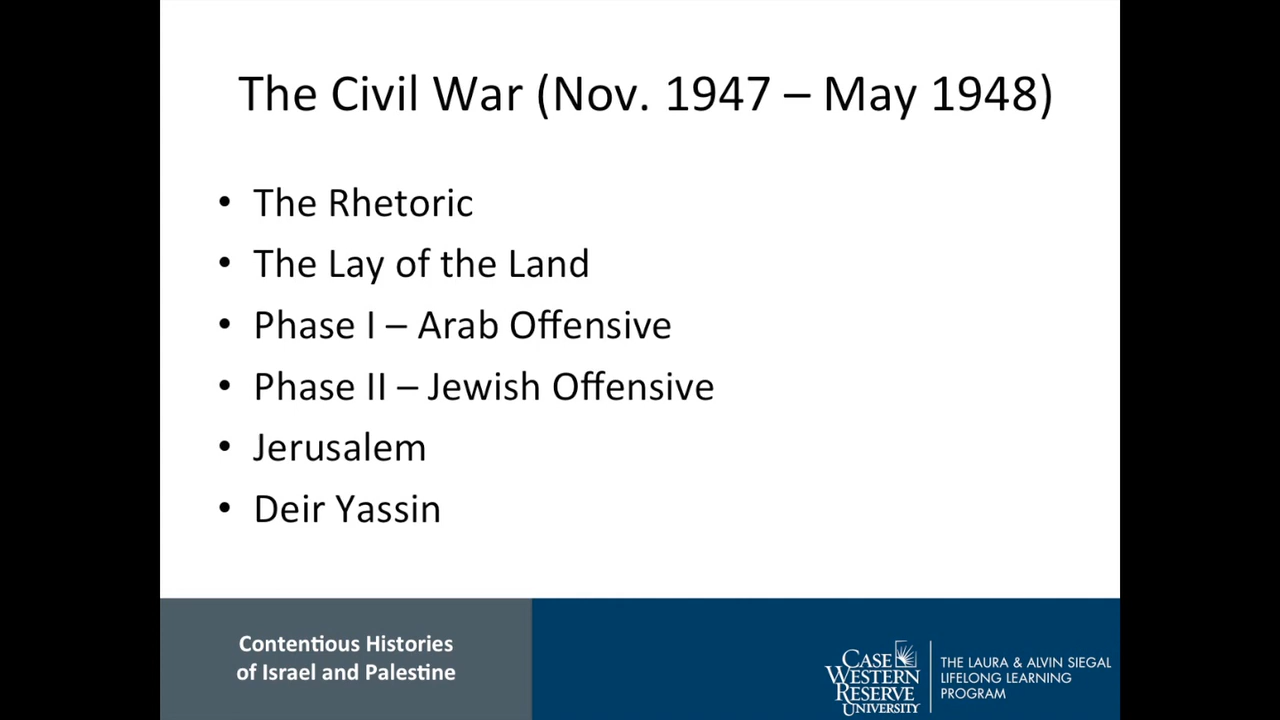 The Civil War (Nov. 1947 – May 1948)
• The Rhetoric
• The Lay of the Land
• Phase I – Arab Offensive
• Phase II – Jewish Offensive
• Jerusalem
• Deir Yassin
Contentious Histories
of Israel and Palestine
CASE
WESTERN
RESERVE
UNIVERSITY
THE LAURA & ALVIN SIEGAL
LIFELONG LEARNING
PROGRAM